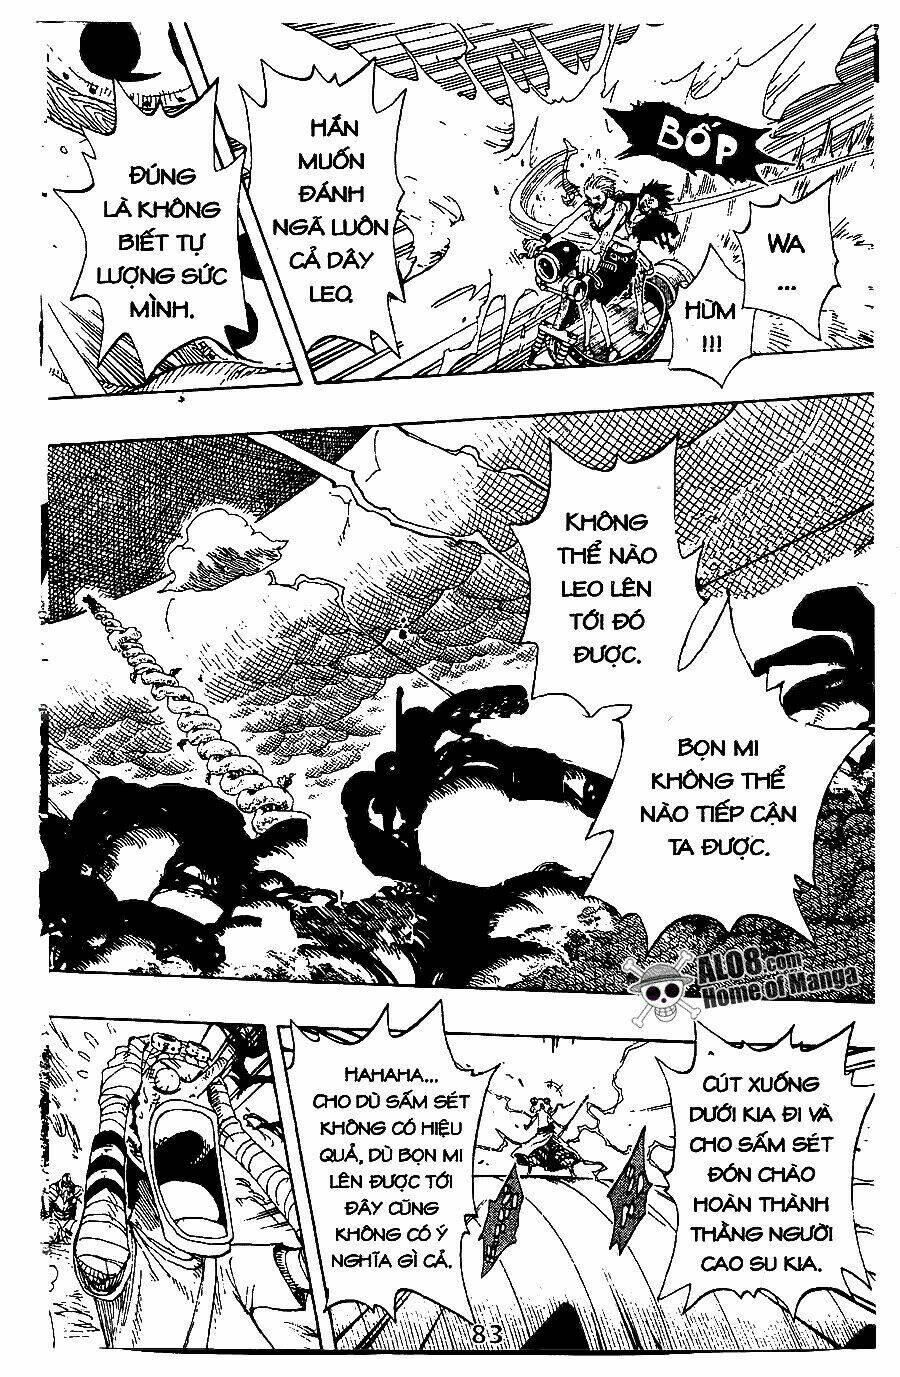 ĐÚNG
LÀ KHÔNG
BIẾT TỰ
LƯỢNG SỨC
MÌNH.
HẮN
MUỐN
ĐÁNH
NGÃ LUÔN
CẢ DÂY
LEO.
BỐP
WA
...
HỪM
!!!
KHÔNG
THỂ NÀO
LEO LÊN
TỚI ĐÓ
ĐƯỢC.
BỌN MI
KHÔNG THỂ
NÀO TIẾP CẬN
TA ĐƯỢC.
AL08.com
Home of Manga
HAHAHA...
CHO DÙ SẤM SÉT
KHÔNG CÓ HIỆU
QUẢ, DÙ BỌN MI
LÊN ĐƯỢC TỚI
ĐÂY CŨNG
KHÔNG CÓ Ý
NGHĨA GÌ CẢ.
CÚT XUỐNG
DƯỚI KIA ĐI VÀ
CHO SẤM SÉT
ĐÓN CHÀO
HOÀN THÀNH
THẰNG NGƯỜI
CAO SU KIA.
83